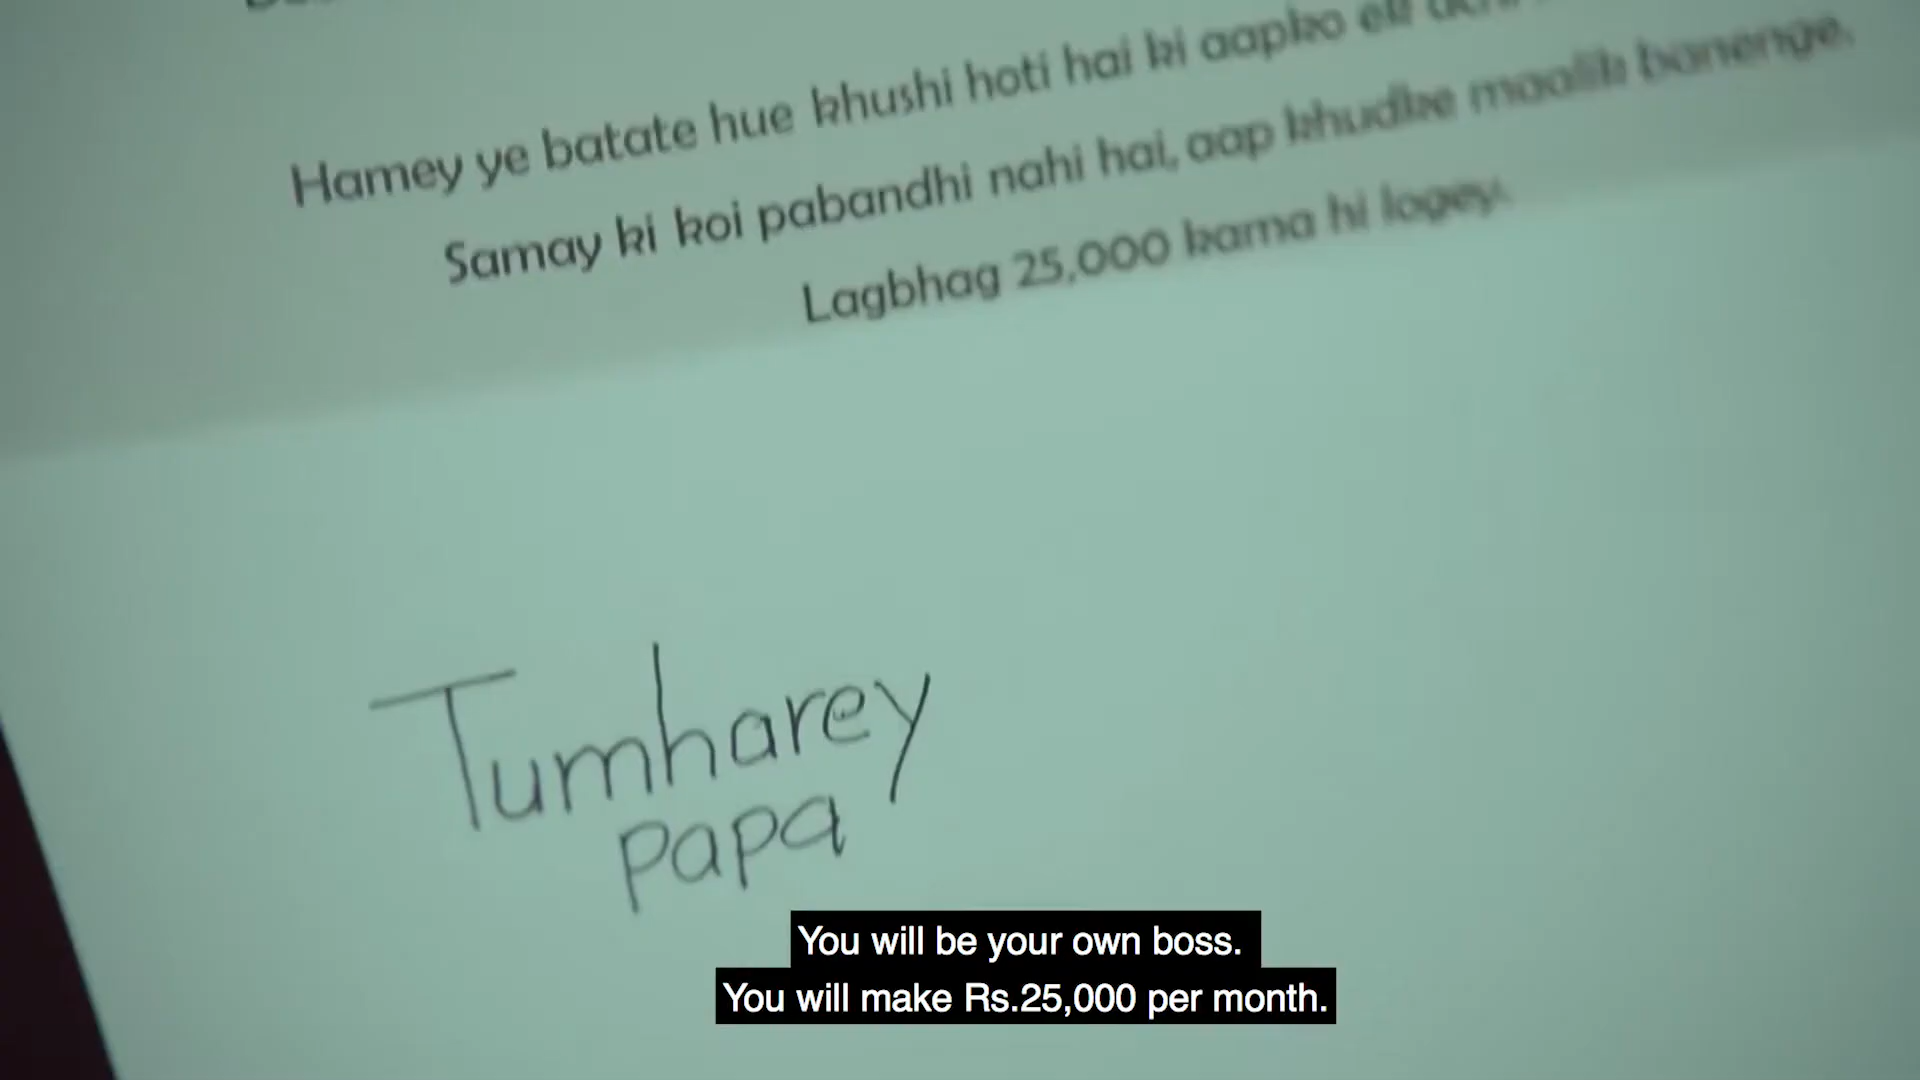 Hamey ye batate hue khushi hoti hai ki aapko ek
Samay ki koi pabandhi nahi hai, aap khudke maalik banenge.
Lagbhag 25,000 kama hi logey.
Tumharey
papa
You will be your own boss.
You will make Rs.25,000 per month.